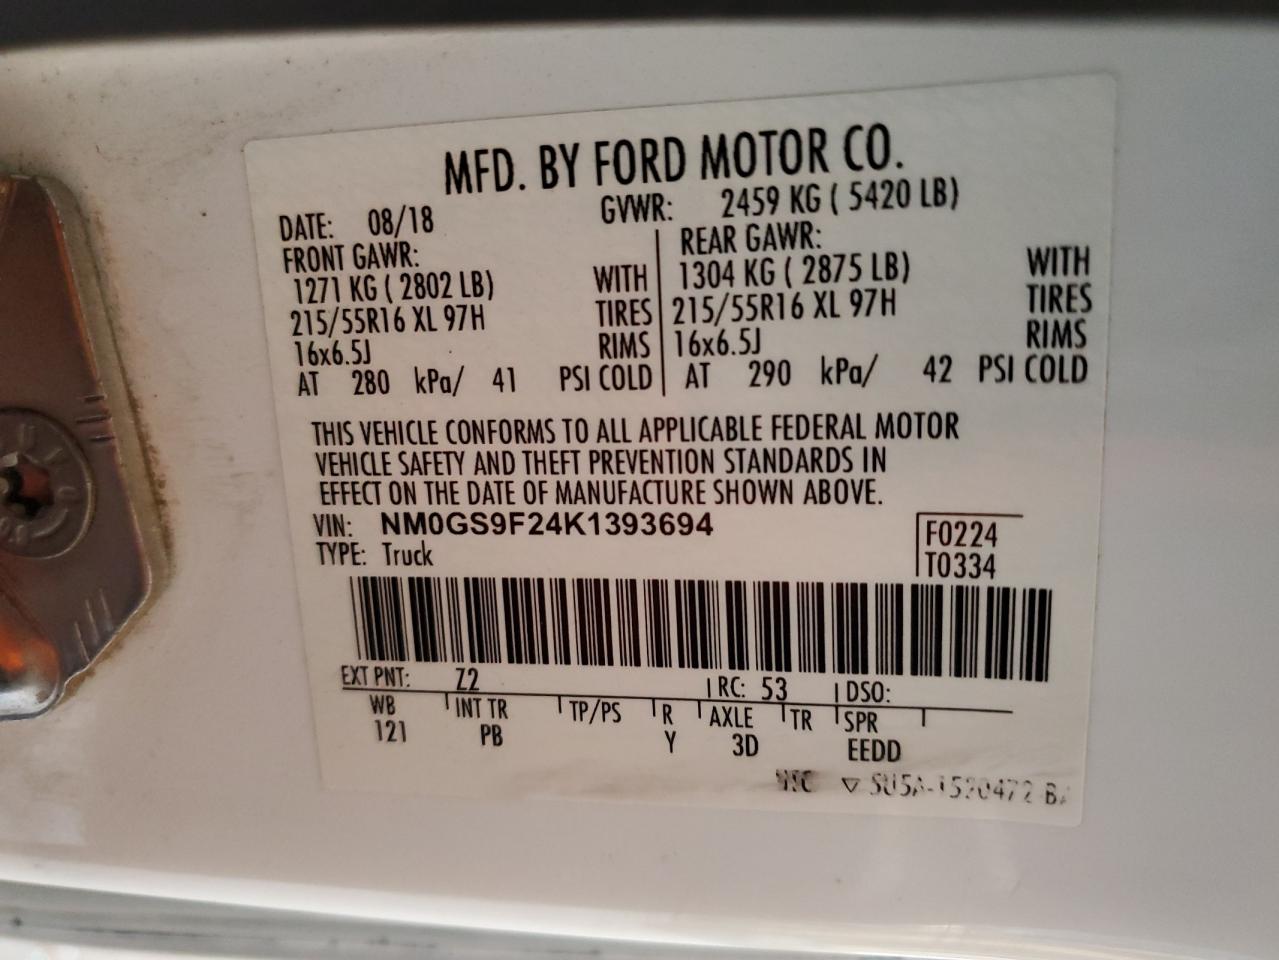 MFD. BY FORD MOTOR CO.
DATE: 08/18 GVWR: 2459 KG ( 5420 LB)
FRONT GAWR: REAR GAWR:
1271 KG ( 2802 LB) WITH 1304 KG ( 2875 LB) WITH
215/55R16 XL 97H TIRES 215/55R16 XL 97H TIRES
16x6.5J RIMS 16x6.5J RIMS
AT 280 kPa/ 41 PSI COLD AT 290 kPa/ 42 PSI COLD
THIS VEHICLE CONFORMS TO ALL APPLICABLE FEDERAL MOTOR
VEHICLE SAFETY AND THEFT PREVENTION STANDARDS IN
EFFECT ON THE DATE OF MANUFACTURE SHOWN ABOVE.
VIN: NM0GS9F24K1393694 F0224
TYPE: Truck T0334
EXT PNT: Z2 RC: 53 DSO:
WB INT TR TP/PS R AXLE TR SPR
121 PB Y 3D EEDD